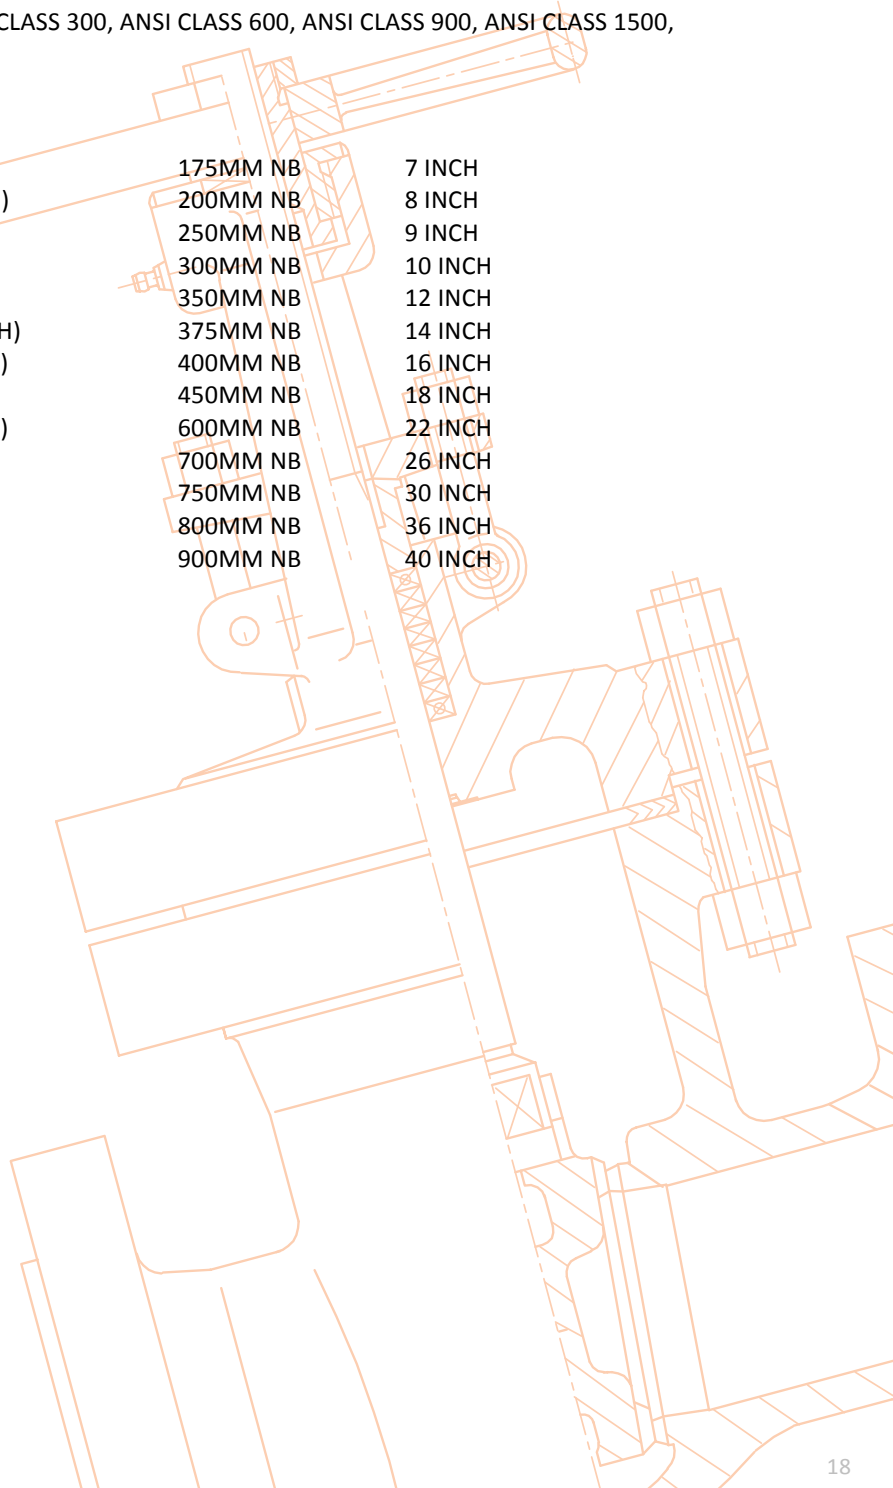 CLASS 300, ANSI CLASS 600, ANSI CLASS 900, ANSI CLASS 1500,
175MM NB 7 INCH
) 200MM NB 8 INCH
250MM NB 9 INCH
300MM NB 10 INCH
350MM NB 12 INCH
H) 375MM NB 14 INCH
) 400MM NB 16 INCH
450MM NB 18 INCH
) 600MM NB 22 INCH
700MM NB 26 INCH
750MM NB 30 INCH
800MM NB 36 INCH
900MM NB 40 INCH
18